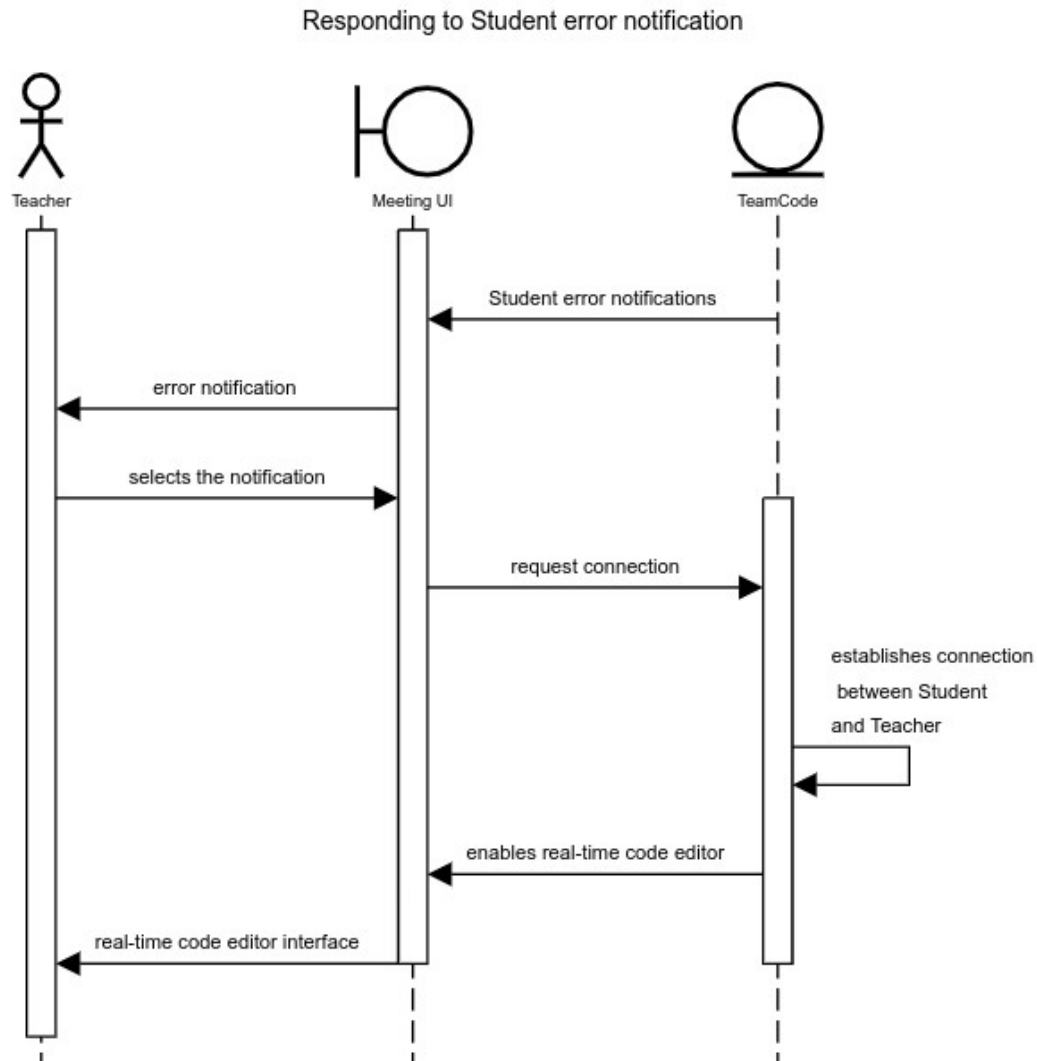 Responding to Student error notification
Teacher
Meeting UI
TeamCode
Student error notifications
error notification
selects the notification
request connection
establishes connection
between Student
and Teacher
enables real-time code editor
real-time code editor interface